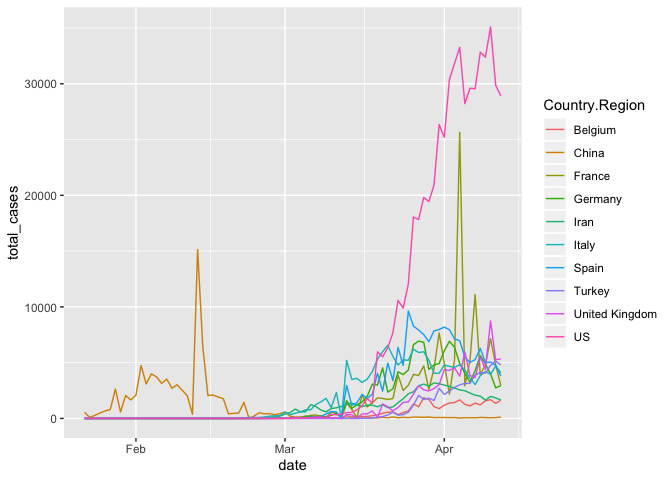 total_cases
30000
20000
10000
0
Feb
Mar
Apr
date
Country.Region
Belgium
China
France
Germany
Iran
Italy
Spain
Turkey
United Kingdom
US